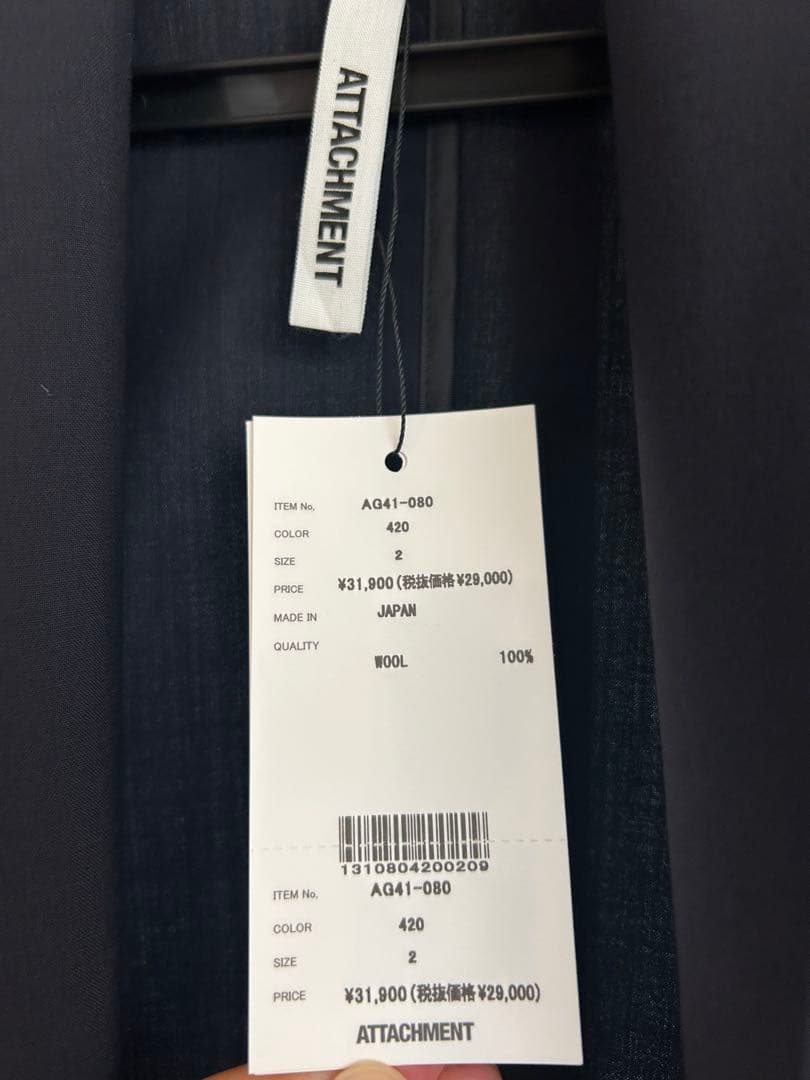 ATTACHMENT
ITEM No. AG41-080
COLOR 420
SIZE 2
PRICE ¥31,900(税抜価格¥29,000)
MADE IN JAPAN
QUALITY
WOOL 100%
1310804200209
ITEM No. AG41-080
COLOR 420
SIZE 2
PRICE ¥31,900(税抜価格¥29,000)
ATTACHMENT